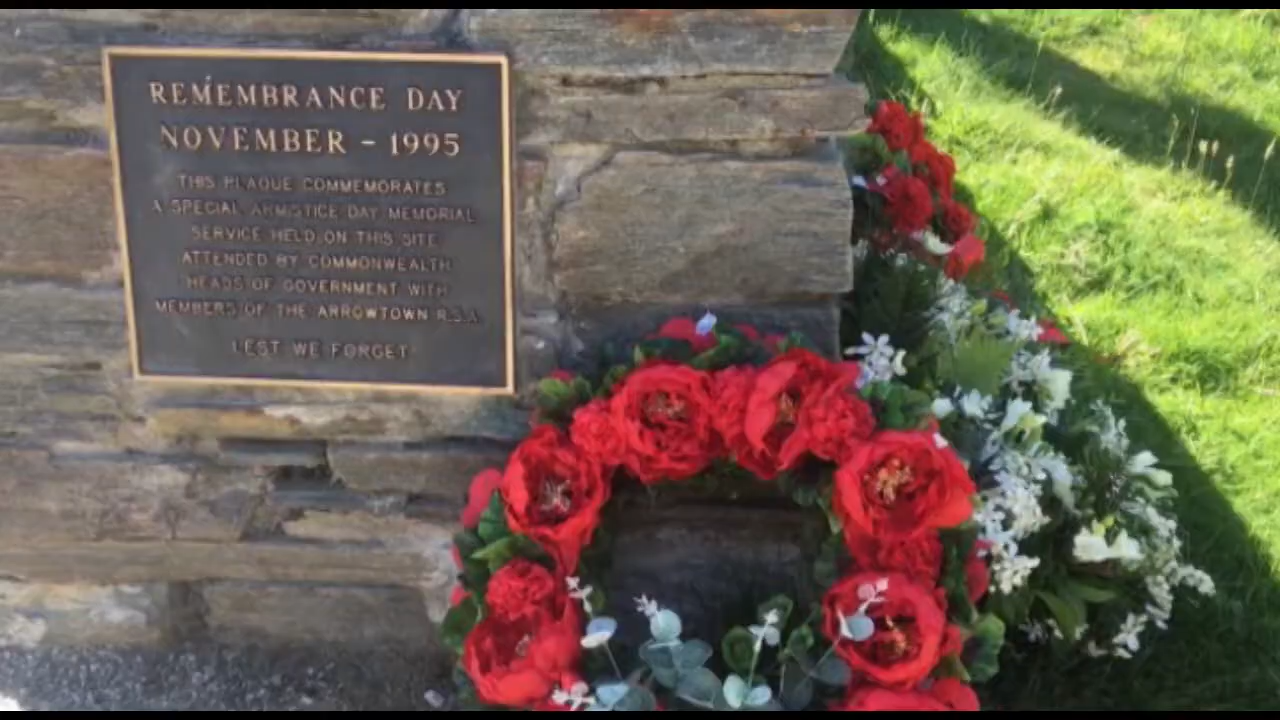 REMEMBRANCE DAY
NOVEMBER - 1995
THIS PLAQUE COMMEMORATES
A SPECIAL ARMISTICE DAY MEMORIAL
SERVICE HELD ON THIS SITE
ATTENDED BY COMMONWEALTH
HEADS OF GOVERNMENT WITH
MEMBERS OF THE ARROWTOWN R.S.A.
LEST WE FORGET